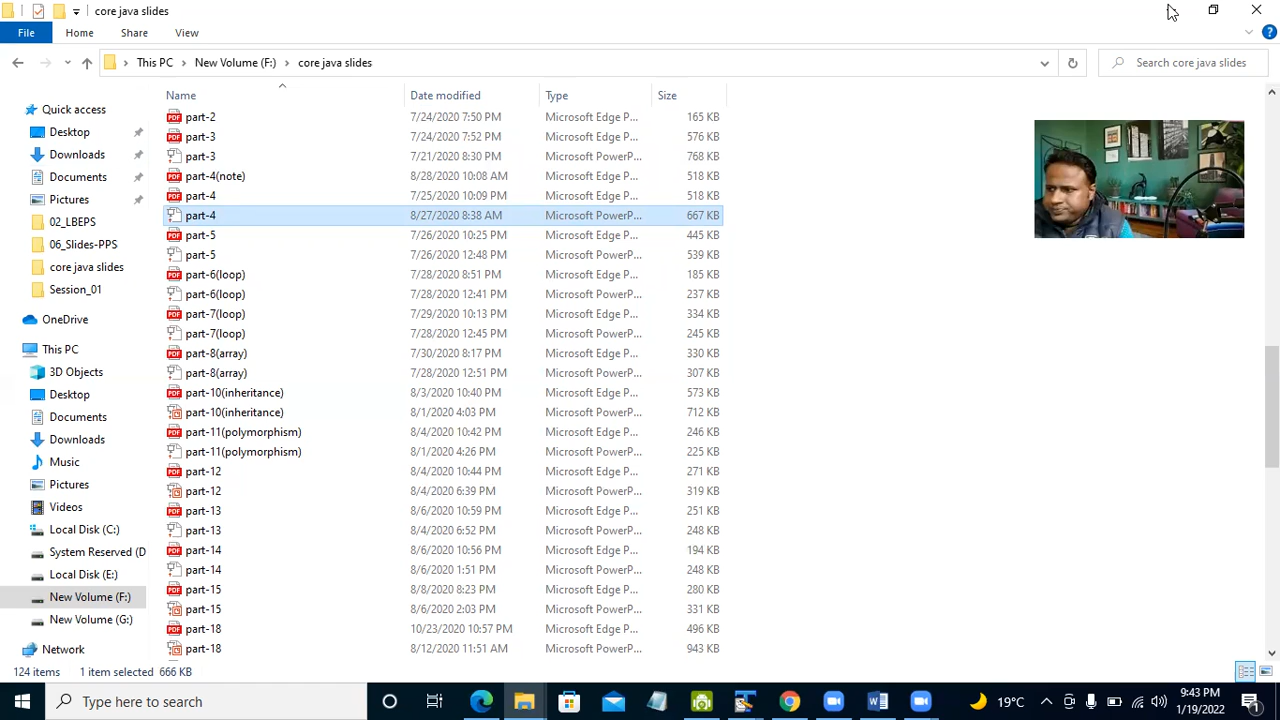 core java slides
File Home Share View
This PC New Volume (F:) core java slides Search core java slides
Name Date modified Type Size
Quick access
Desktop
Downloads
Documents
Pictures
02_LBEPS
06_Slides-PPS
core java slides
Session_01
OneDrive
This PC
3D Objects
Desktop
Documents
Downloads
Music
Pictures
Videos
Local Disk (C:)
System Reserved (D
Local Disk (E:)
New Volume (F:)
New Volume (G:)
Network
part-2 7/24/2020 7:50 PM Microsoft Edge P... 165 KB
part-3 7/24/2020 7:52 PM Microsoft Edge P... 576 KB
part-3 7/21/2020 8:30 PM Microsoft PowerP... 768 KB
part-4(note) 8/28/2020 10:08 AM Microsoft Edge P... 518 KB
part-4 7/25/2020 10:09 PM Microsoft Edge P... 518 KB
part-4 8/27/2020 8:38 AM Microsoft PowerP... 667 KB
part-5 7/26/2020 10:25 PM Microsoft Edge P... 445 KB
part-5 7/26/2020 12:48 PM Microsoft PowerP... 539 KB
part-6(loop) 7/28/2020 8:51 PM Microsoft Edge P... 185 KB
part-6(loop) 7/28/2020 12:41 PM Microsoft PowerP... 237 KB
part-7(loop) 7/29/2020 10:13 PM Microsoft Edge P... 334 KB
part-7(loop) 7/28/2020 12:45 PM Microsoft PowerP... 245 KB
part-8(array) 7/30/2020 8:17 PM Microsoft Edge P... 330 KB
part-8(array) 7/28/2020 12:51 PM Microsoft PowerP... 307 KB
part-10(inheritance) 8/3/2020 10:40 PM Microsoft Edge P... 573 KB
part-10(inheritance) 8/1/2020 4:03 PM Microsoft PowerP... 712 KB
part-11(polymorphism) 8/4/2020 10:42 PM Microsoft Edge P... 246 KB
part-11(polymorphism) 8/1/2020 4:26 PM Microsoft PowerP... 225 KB
part-12 8/4/2020 10:44 PM Microsoft Edge P... 271 KB
part-12 8/4/2020 6:39 PM Microsoft PowerP... 319 KB
part-13 8/6/2020 10:59 PM Microsoft Edge P... 251 KB
part-13 8/4/2020 6:52 PM Microsoft PowerP... 248 KB
part-14 8/6/2020 10:56 PM Microsoft Edge P... 194 KB
part-14 8/6/2020 1:51 PM Microsoft PowerP... 248 KB
part-15 8/8/2020 8:23 PM Microsoft Edge P... 280 KB
part-15 8/6/2020 2:03 PM Microsoft PowerP... 331 KB
part-18 10/23/2020 10:57 PM Microsoft Edge P... 496 KB
part-18 8/12/2020 11:51 AM Microsoft PowerP... 943 KB
124 items 1 item selected 666 KB
Type here to search 19°C 9:43 PM
1/19/2022